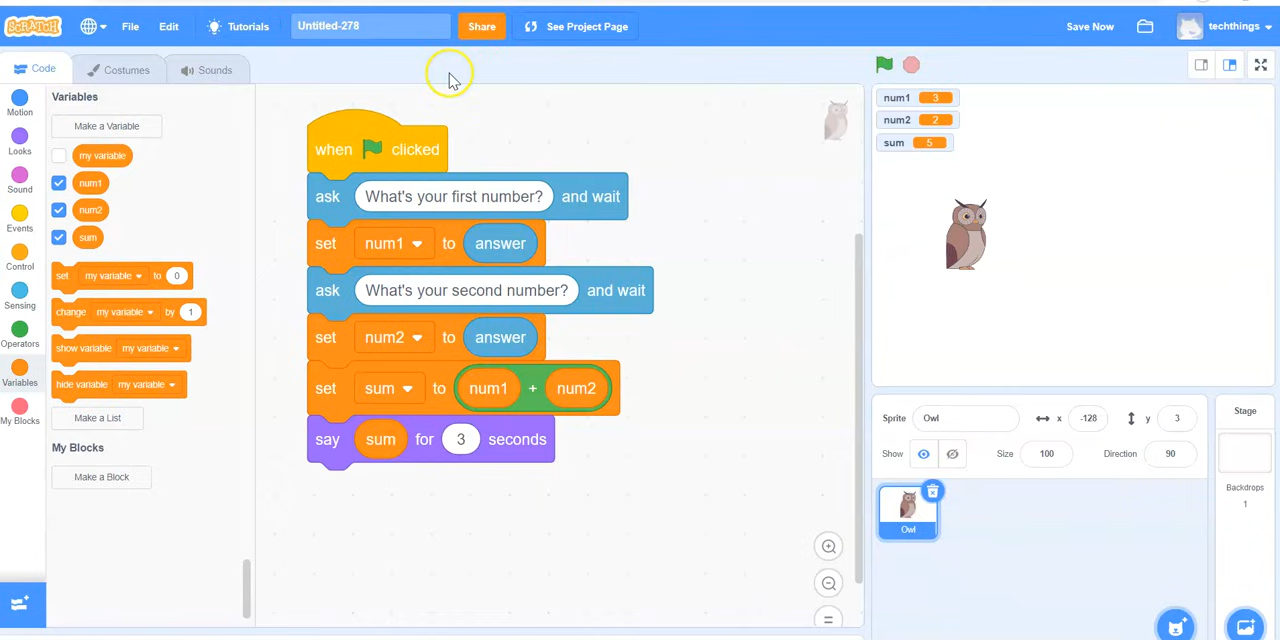 SCRATCH File Edit Tutorials Untitled-278 Share See Project Page Save Now techthings
Code Costumes Sounds
Motion
Looks
Sound
Events
Control
Sensing
Operators
Variables
My Blocks
Variables
Make a Variable
my variable
num1
num2
sum
set my variable to 0
change my variable by 1
show variable my variable
hide variable my variable
Make a List
My Blocks
Make a Block
when clicked
ask What's your first number? and wait
set num1 to answer
ask What's your second number? and wait
set num2 to answer
set sum to num1 + num2
say sum for 3 seconds
num1 3
num2 2
sum 5
Sprite Owl x -128 y 3
Show Size 100 Direction 90
Owl
Stage
Backdrops
1